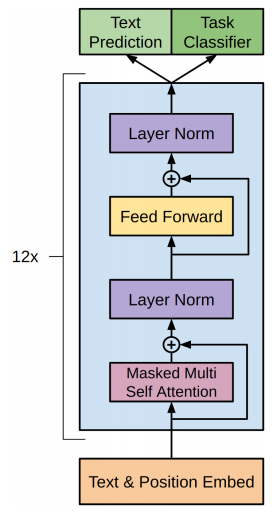 Text
Prediction
Task
Classifier
Layer Norm
+
Feed Forward
12x
Layer Norm
+
Masked Multi
Self Attention
Text & Position Embed